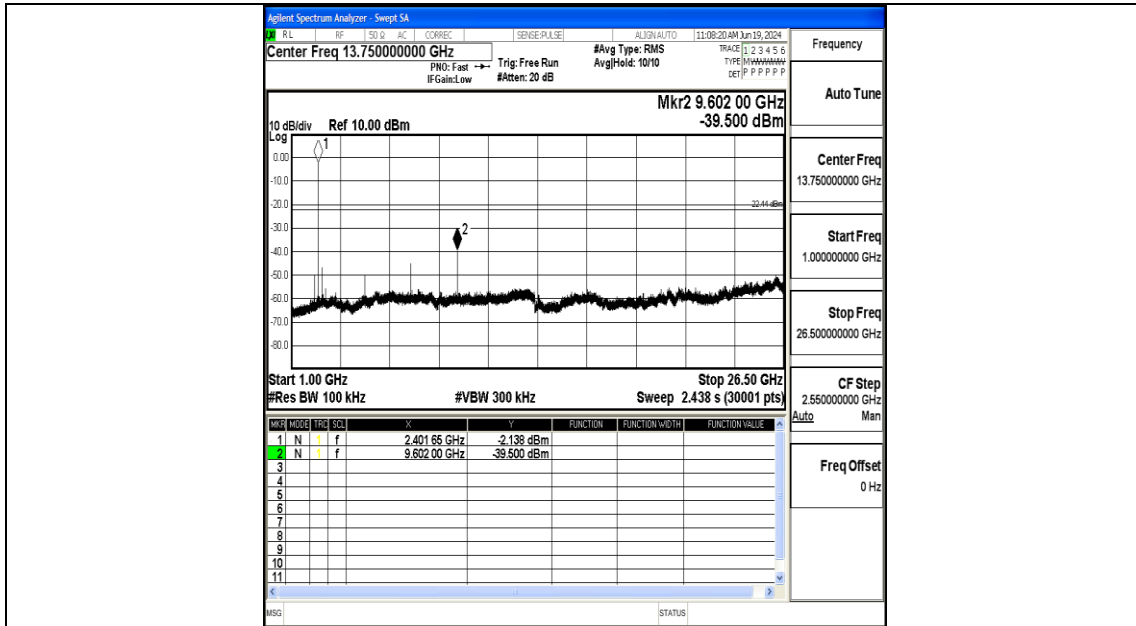 Agilent Spectrum Analyzer - Swept SA
RL RF 50 Ω AC CORREC SENSE:PULSE ALIGN AUTO 11:08:20 AM Jun 19, 2024
Center Freq 13.750000000 GHz
PNO: Fast
IFGain:Low
Trig: Free Run
#Atten: 20 dB
#Avg Type: RMS
Avg|Hold: 10/10
TRACE 1 2 3 4 5 6
TYPE MWWWWW
DET P P P P P P
Mkr2 9.602 00 GHz
-39.500 dBm
10 dB/div Ref 10.00 dBm
Log
1
0.00
-10.0
-20.0
-22.44 dBm
-30.0
2
-40.0
-50.0
-60.0
-70.0
-80.0
Start 1.00 GHz Stop 26.50 GHz
#Res BW 100 kHz #VBW 300 kHz Sweep 2.438 s (30001 pts)
MKR MODE TRC SCL X Y FUNCTION FUNCTION WIDTH FUNCTION VALUE
1 N 1 f 2.401 65 GHz -2.138 dBm
2 N 1 f 9.602 00 GHz -39.500 dBm
3
4
5
6
7
8
9
10
11
MSG STATUS
Frequency
Auto Tune
Center Freq
13.750000000 GHz
Start Freq
1.000000000 GHz
Stop Freq
26.500000000 GHz
CF Step
2.550000000 GHz
Auto Man
Freq Offset
0 Hz